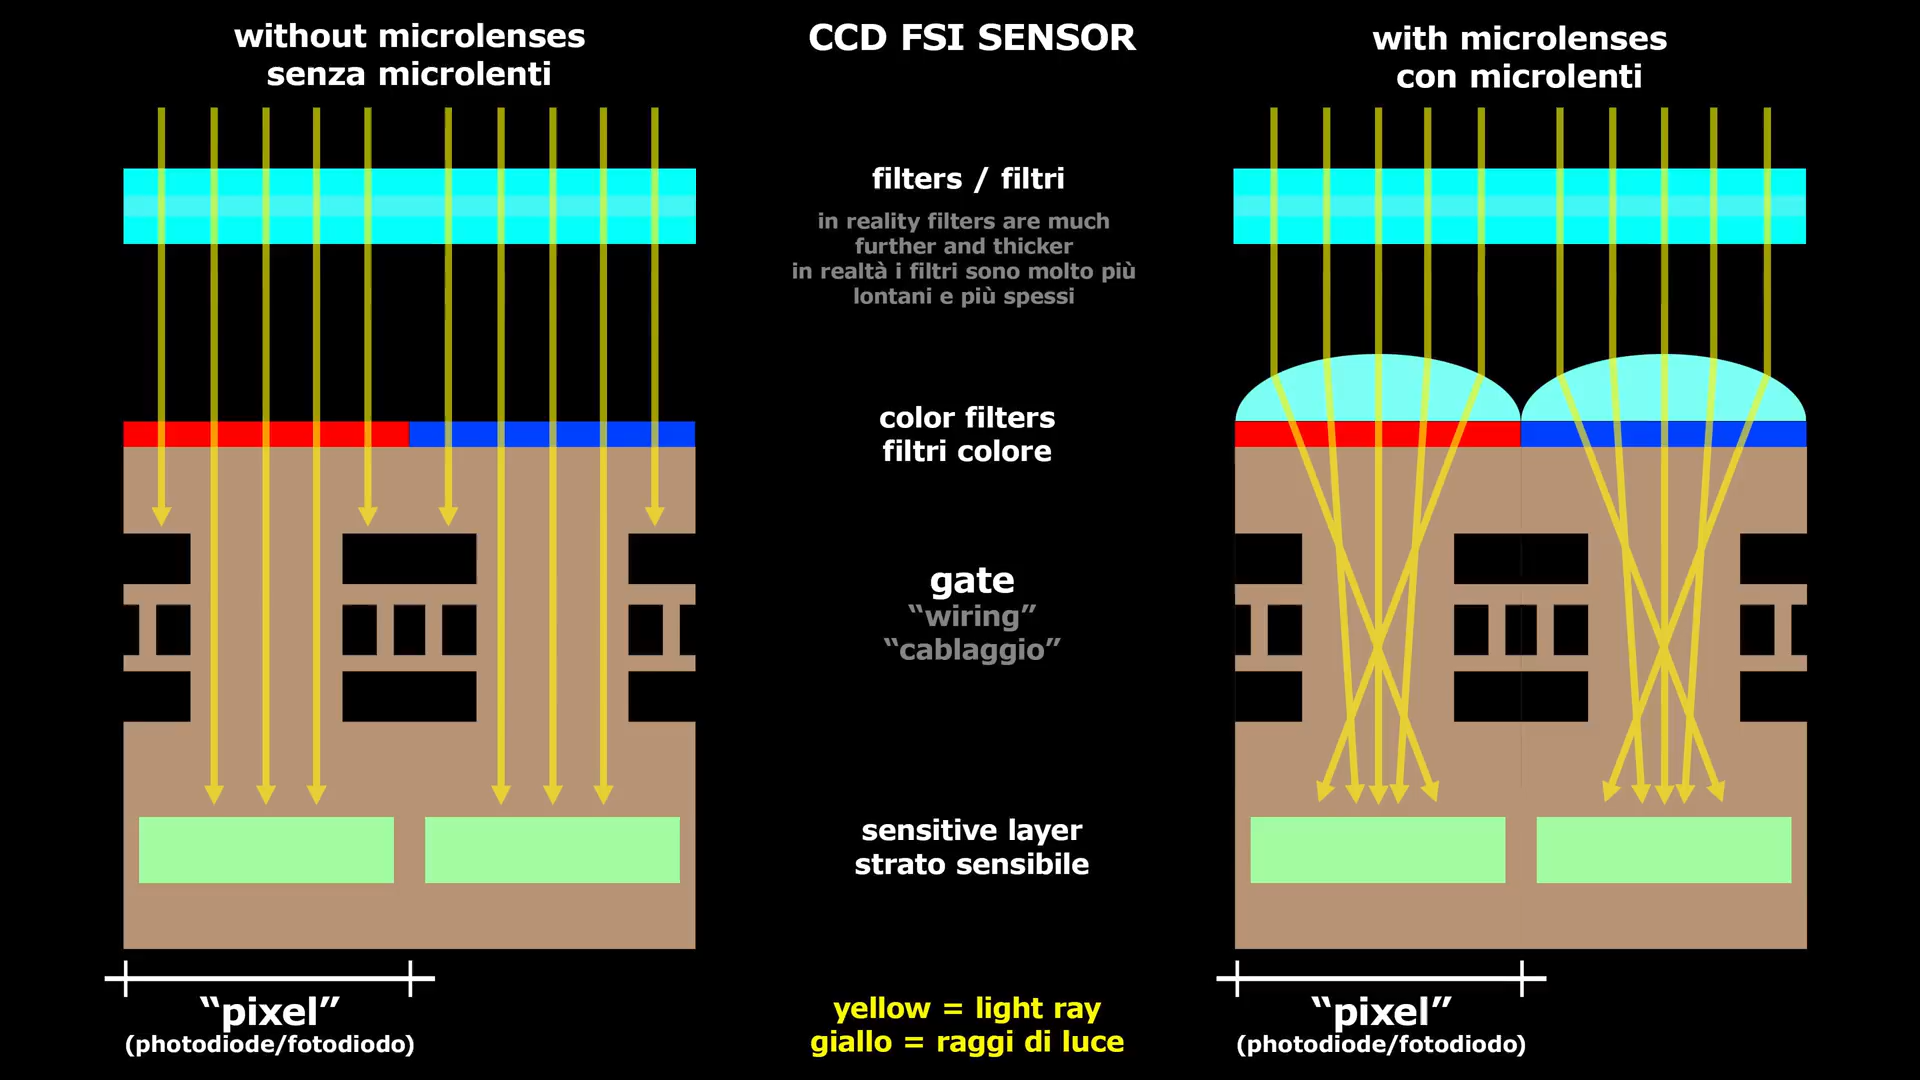 without microlenses
senza microlenti
CCD FSI SENSOR
with microlenses
con microlenti
filters / filtri
in reality filters are much
further and thicker
in realtà i filtri sono molto più
lontani e più spessi
color filters
filtri colore
gate
“wiring”
“cablaggio”
sensitive layer
strato sensibile
“pixel”
(photodiode/fotodiodo)
yellow = light ray
giallo = raggi di luce
“pixel”
(photodiode/fotodiodo)